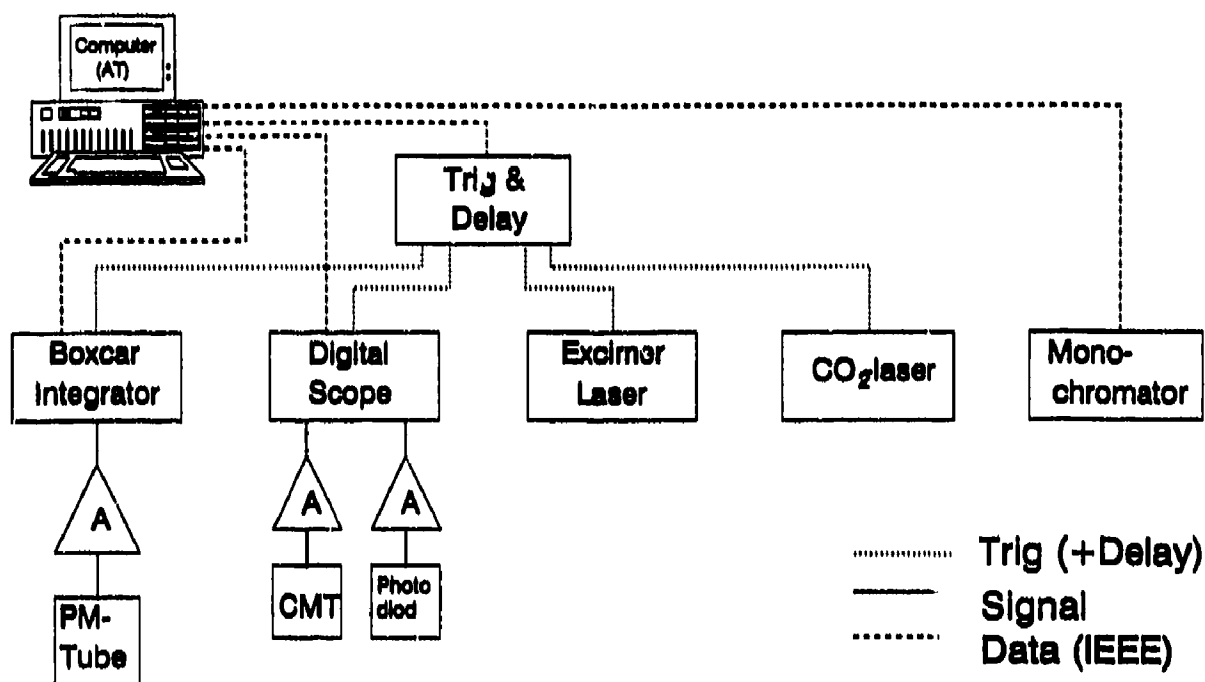 Computer
(AT)
Trig &
Delay
Boxcar
Integrator
Digital
Scope
Excimer
Laser
CO2laser
Mono-
chromator
A
A
A
PM-
Tube
CMT
Photo
diod
Trig (+Delay)
Signal
Data (IEEE)